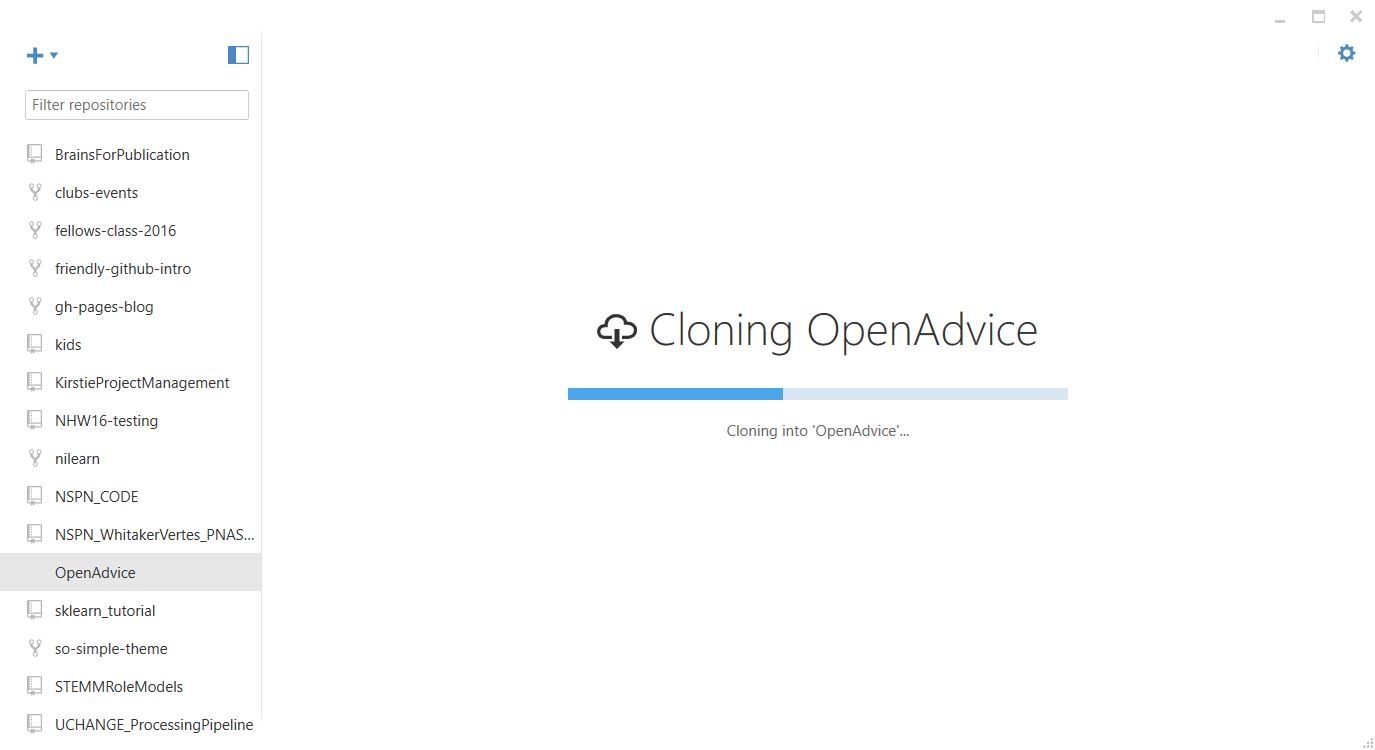 Filter repositories
BrainsForPublication
clubs-events
fellows-class-2016
friendly-github-intro
gh-pages-blog
kids
KirstieProjectManagement
NHW16-testing
nilearn
NSPN_CODE
NSPN_WhitakerVertes_PNAS...
OpenAdvice
sklearn_tutorial
so-simple-theme
STEMMRoleModels
UCHANGE_ProcessingPipeline
Cloning OpenAdvice
Cloning into 'OpenAdvice'...